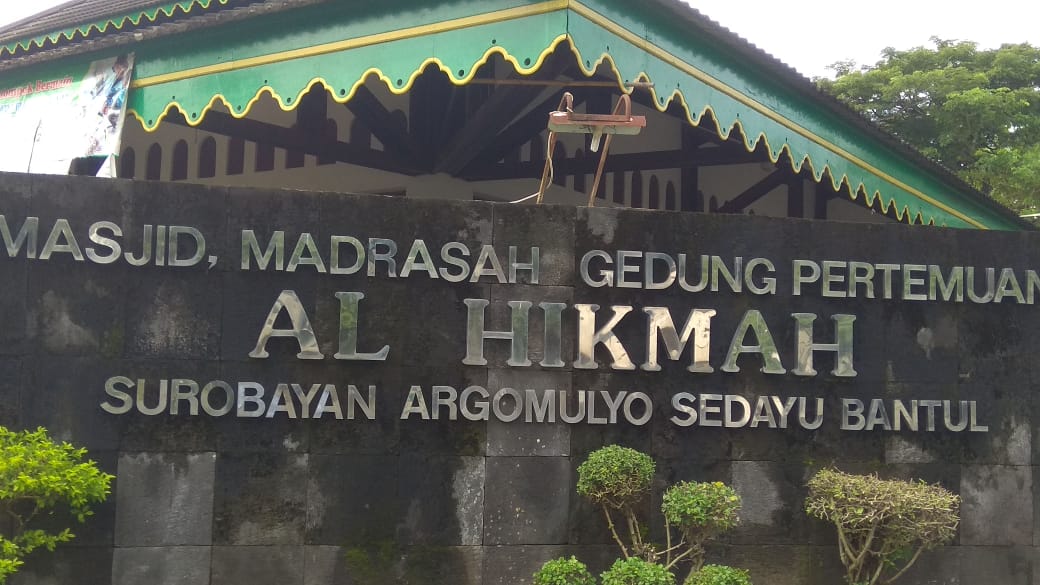 MASJID, MADRASAH GEDUNG PERTEMUAN
AL HIKMAH
SUROBAYAN ARGOMULYO SEDAYU BANTUL